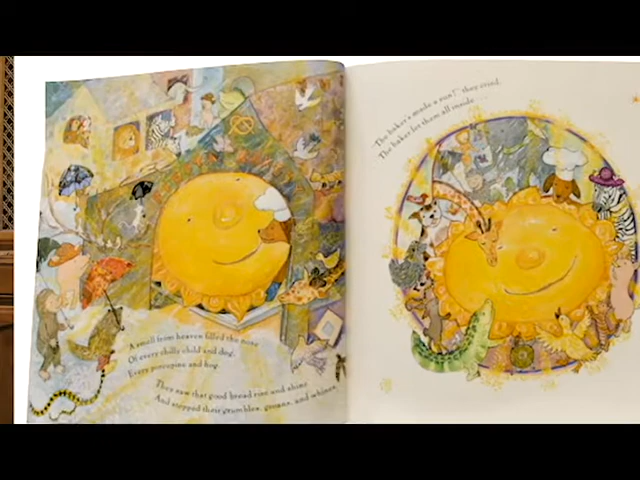 A smell from heaven filled the nose
Of every chilly child and dog,
Every porcupine and hog.
They saw that good bread rise and shine
And stopped their grumbles, groans, and whines.
"The baker's made a sun!" they cried.
The baker let them all inside . . .